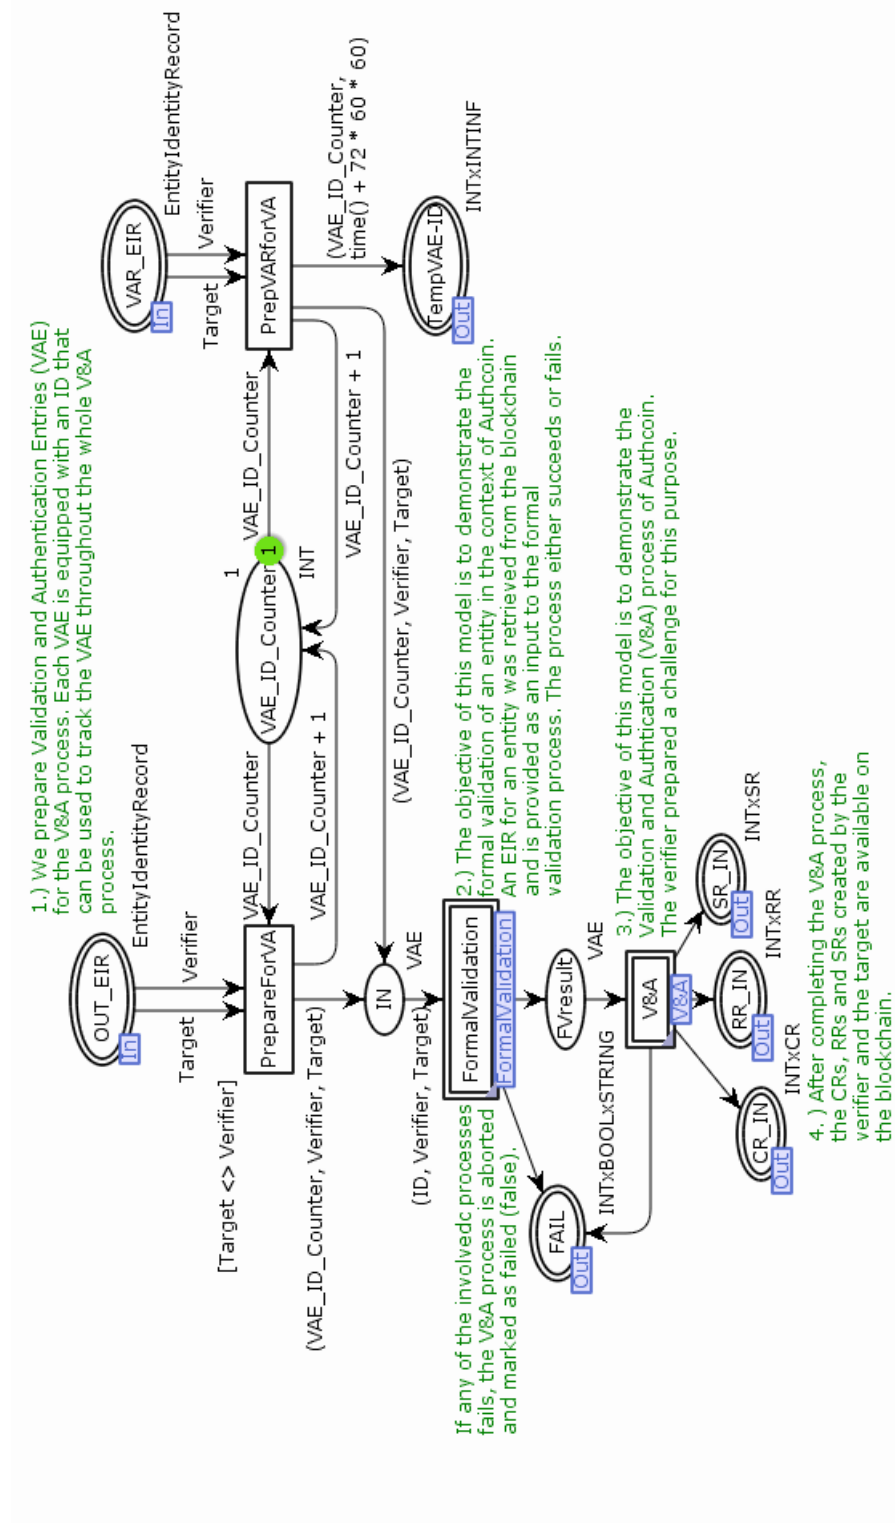 1.) We prepare Validation and Authentication Entries (VAE)
for the V&A process. Each VAE is equipped with an ID that
can be used to track the VAE throughout the whole V&A
process.
OUT_EIR
In
EntityIdentityRecord
Target
Verifier
[Target <> Verifier]
PrepareForVA
VAE_ID_Counter
VAE_ID_Counter + 1
VAE_ID_Counter
1
1
INT
VAE_ID_Counter
VAE_ID_Counter + 1
VAR_EIR
In
EntityIdentityRecord
Target
Verifier
PrepVARforVA
(VAE_ID_Counter,
time() + 72 * 60 * 60)
TempVAE-ID
Out
INTxINTINF
(VAE_ID_Counter, Verifier, Target)
(VAE_ID_Counter, Verifier, Target)
IN
VAE
(ID, Verifier, Target)
FormalValidation
FormalValidation
2.) The objective of this model is to demonstrate the
formal validation of an entity in the context of Authcoin.
An EIR for an entity was retrieved from the blockchain
and is provided as an input to the formal
validation process. The process either succeeds or fails.
If any of the involvedc processes
fails, the V&A process is aborted
and marked as failed (false).
FAIL
Out
INTxBOOLxSTRING
FVresult
VAE
3.) The objective of this model is to demonstrate the
Validation and Authtication (V&A) process of Authcoin.
The verifier prepared a challenge for this purpose.
V&A
V&A
CR_IN
Out
INTxCR
RR_IN
Out
INTxRR
SR_IN
Out
INTxSR
4. ) After completing the V&A process,
the CRs, RRs and SRs created by the
verifier and the target are available on
the blockchain.